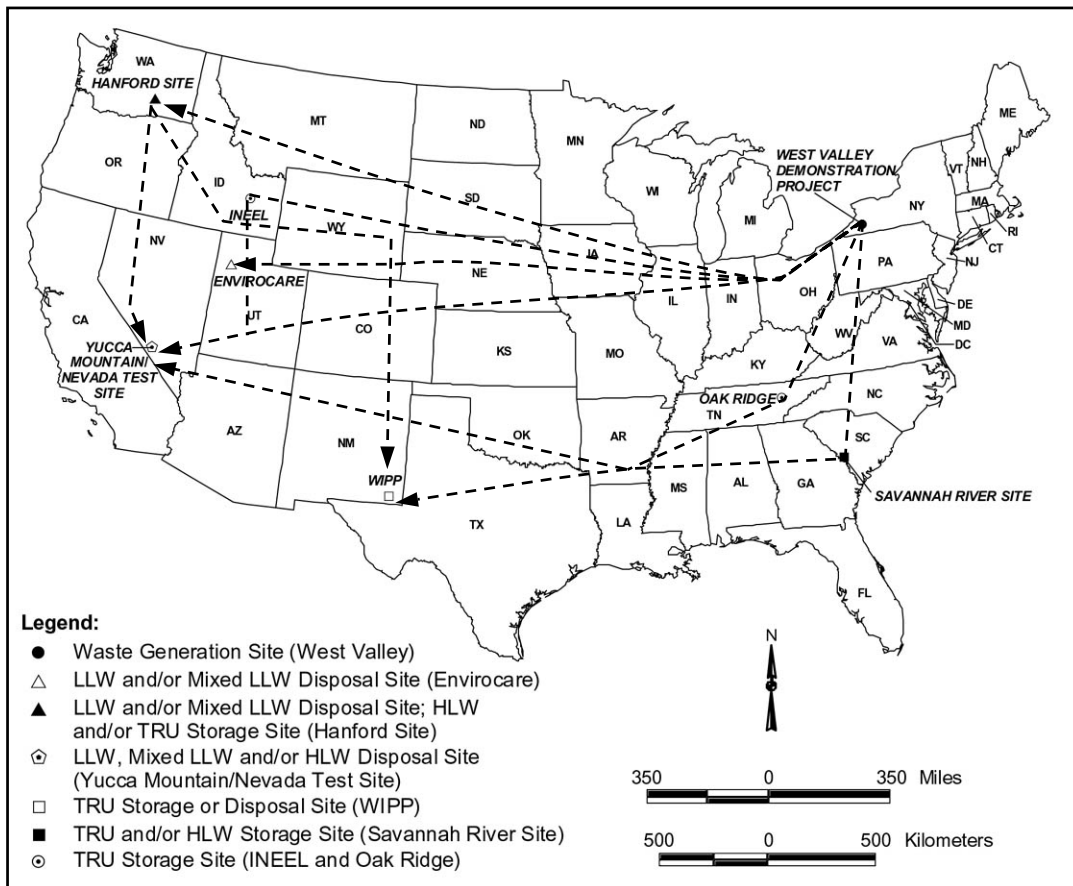 WA
HANFORD SITE
MT
ND
MN
ME
OR
ID
INEEL
WY
SD
WI
MI
WEST VALLEY
DEMONSTRATION
PROJECT
NY
VT
NH
MA
RI
CT
NJ
PA
NV
ENVIROCARE
UT
NE
IA
IL
IN
OH
WV
VA
DE
MD
DC
CA
YUCCA
MOUNTAIN/
NEVADA TEST
SITE
CO
KS
MO
KY
OAK RIDGE
TN
NC
AZ
NM
WIPP
OK
AR
SC
SAVANNAH RIVER SITE
TX
LA
MS
AL
GA
FL
Legend:
Waste Generation Site (West Valley)
LLW and/or Mixed LLW Disposal Site (Envirocare)
LLW and/or Mixed LLW Disposal Site; HLW
and/or TRU Storage Site (Hanford Site)
LLW, Mixed LLW and/or HLW Disposal Site
(Yucca Mountain/Nevada Test Site)
TRU Storage or Disposal Site (WIPP)
TRU and/or HLW Storage Site (Savannah River Site)
TRU Storage Site (INEEL and Oak Ridge)
N
350 0 350 Miles
500 0 500 Kilometers